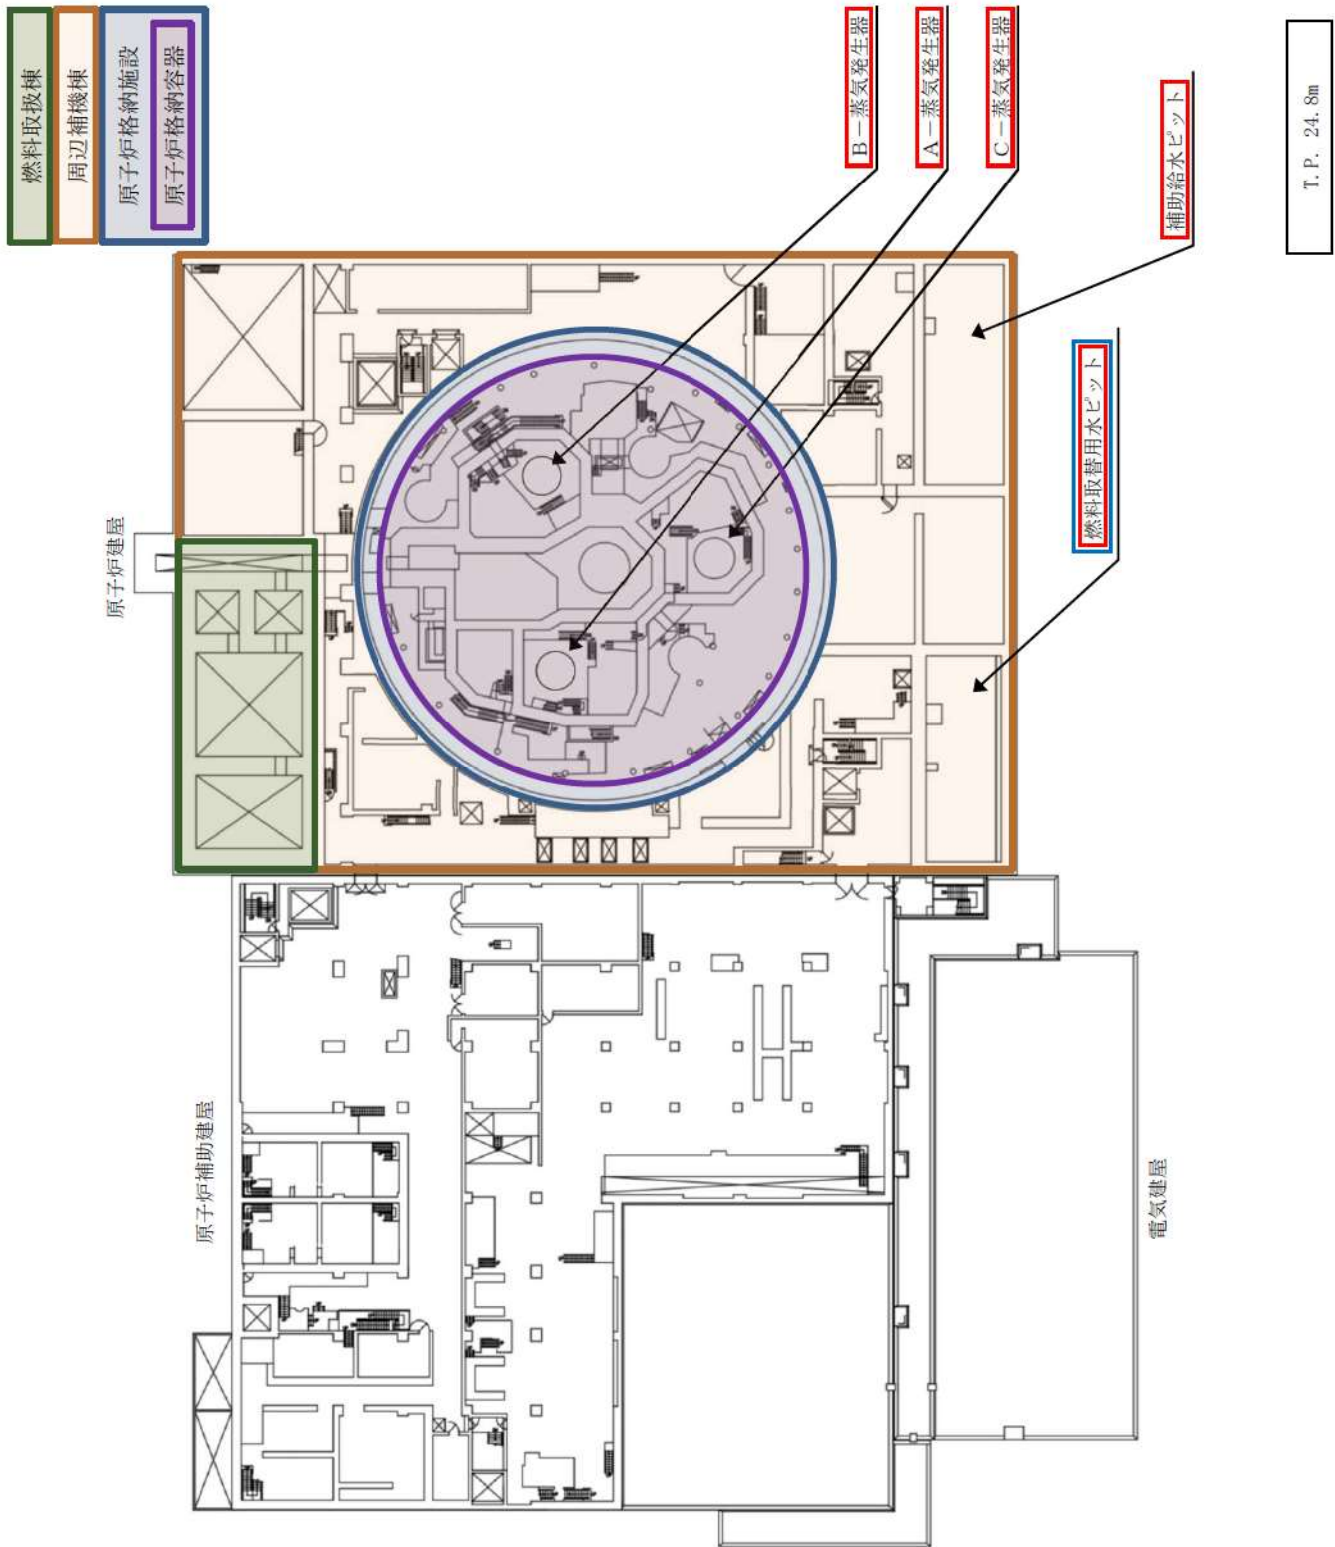 燃料取扱棟
周辺補機棟
原子炉格納施設
原子炉格納容器
B－蒸気発生器
A－蒸気発生器
C－蒸気発生器
補助給水ピット
燃料取替用水ピット
T.P. 24.8m
原子炉建屋
原子炉補助建屋
電気建屋